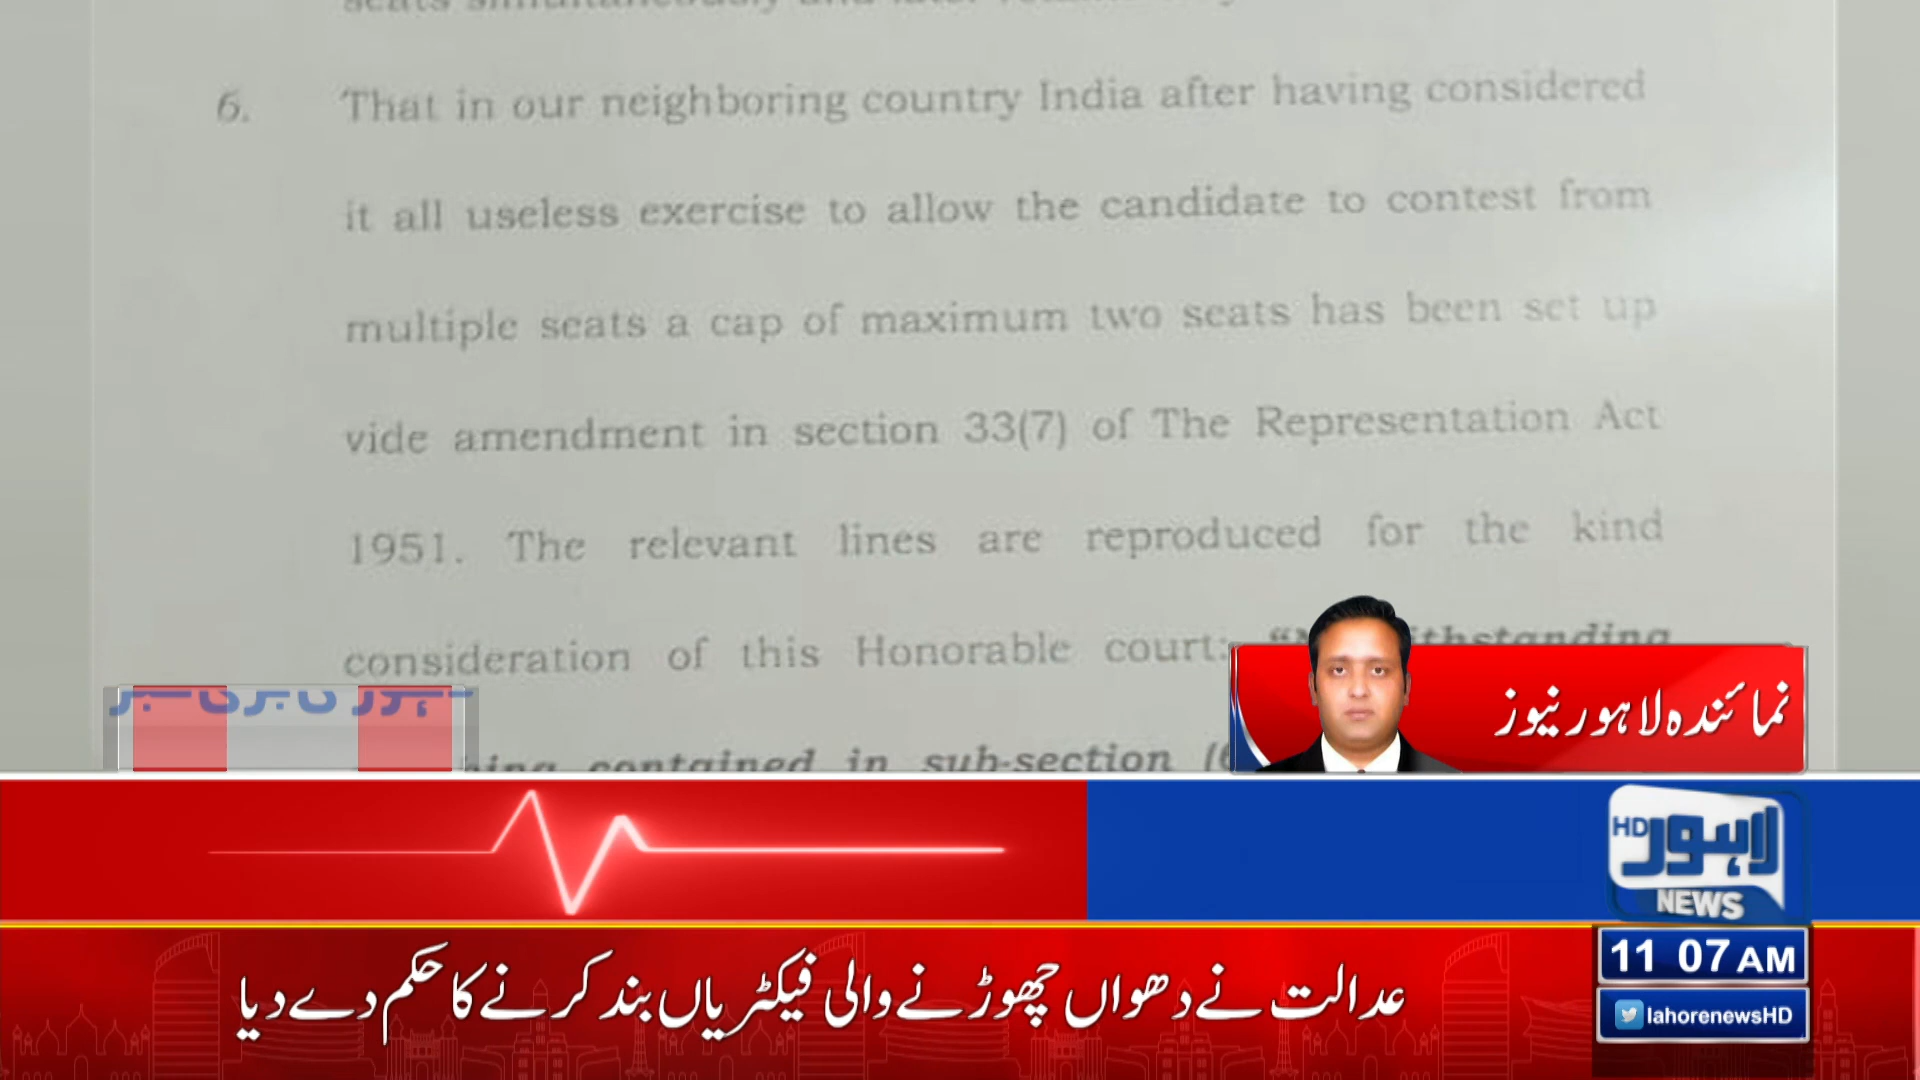 6. That in our neighboring country India after having considered
it all useless exercise to allow the candidate to contest from
multiple seats a cap of maximum two seats has been set up
vide amendment in section 33(7) of The Representation Act
1951. The relevant lines are reproduced for the kind
consideration of this Honorable court:
contained in sub-section
نمائندہ لاہور نیوز
HD لاہور
NEWS
عدالت نے دھواں چھوڑنے والی فیکٹریاں بند کرنے کا حکم دے دیا
11 07 AM
lahorenewsHD